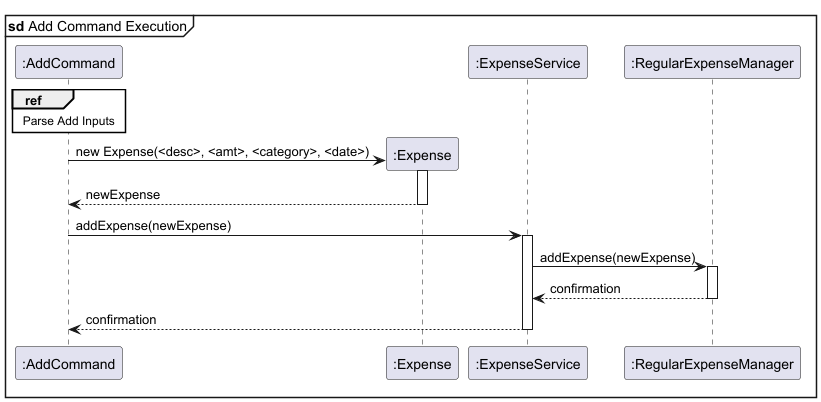 sd Add Command Execution
:AddCommand :ExpenseService :RegularExpenseManager
ref
Parse Add Inputs
new Expense(<desc>, <amt>, <category>, <date>) :Expense
newExpense
addExpense(newExpense)
addExpense(newExpense)
confirmation
confirmation
:AddCommand :Expense :ExpenseService :RegularExpenseManager